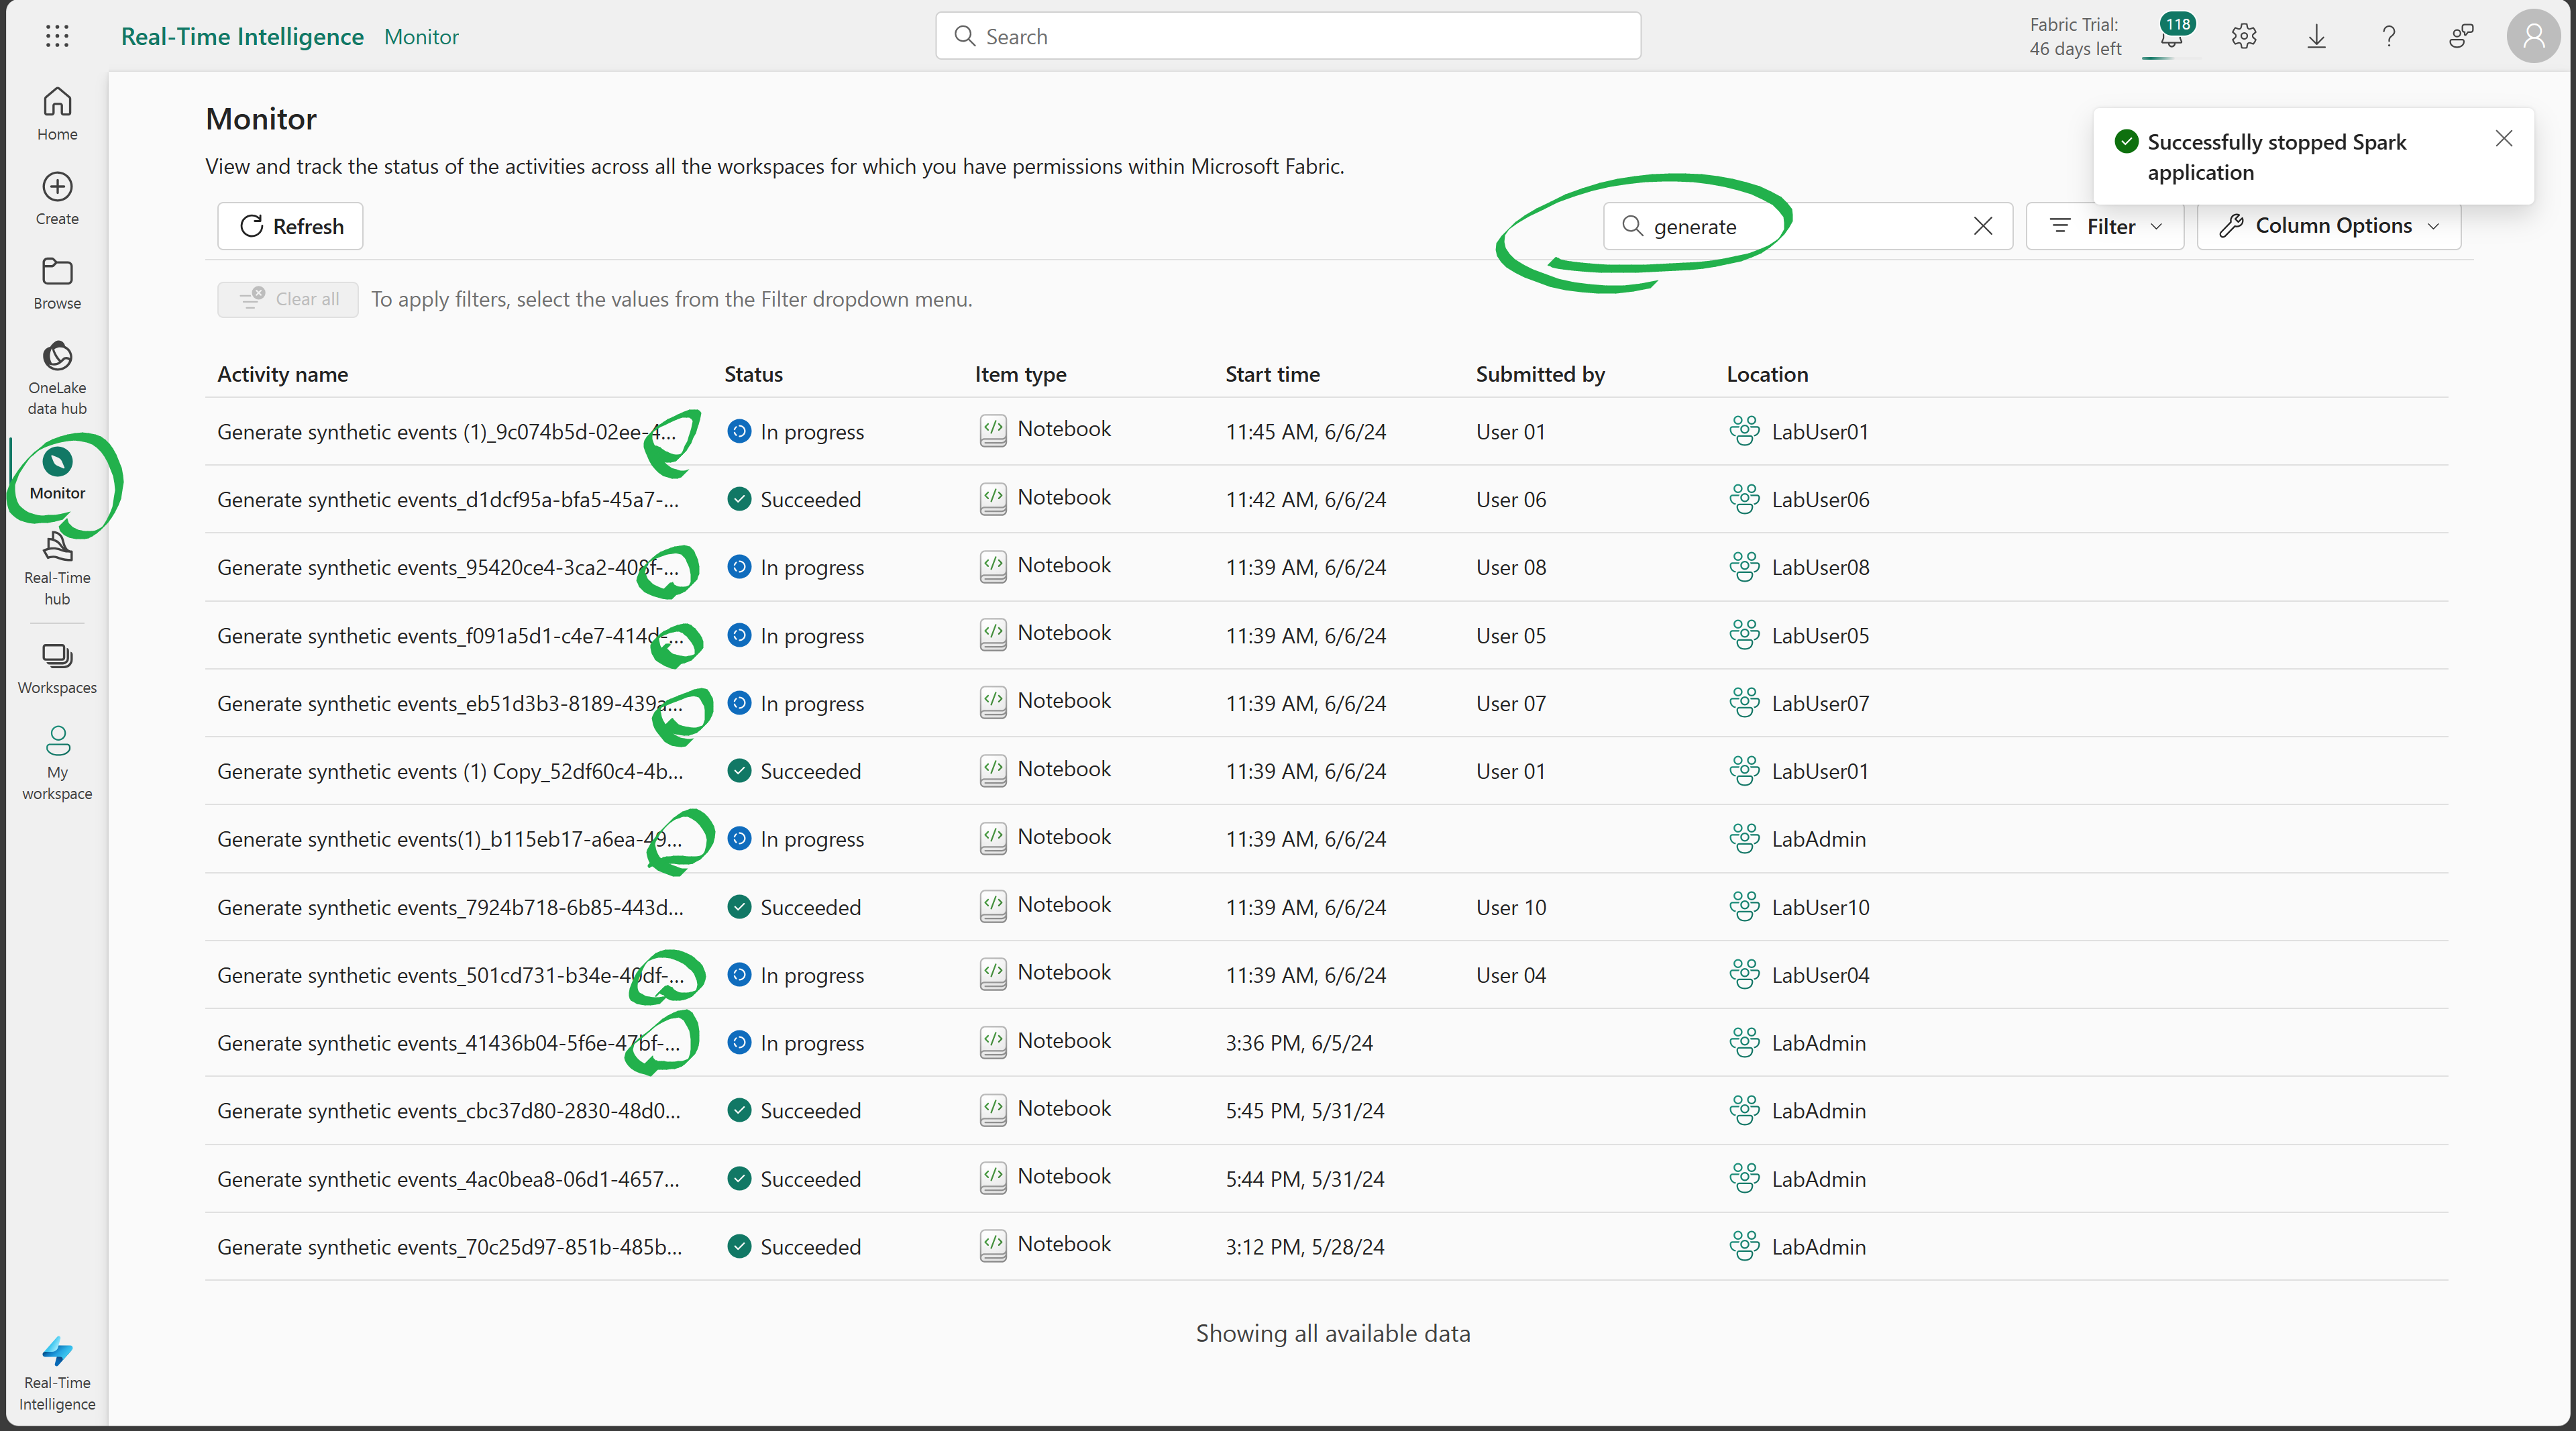 Real-Time Intelligence Monitor
Search
Fabric Trial:
46 days left
118
Home
Create
Browse
OneLake
data hub
Monitor
Real-Time
hub
Workspaces
My
workspace
Real-Time
Intelligence
Monitor
View and track the status of the activities across all the workspaces for which you have permissions within Microsoft Fabric.
Successfully stopped Spark
application
Refresh
generate
Filter
Column Options
Clear all
To apply filters, select the values from the Filter dropdown menu.
Activity name Status Item type Start time Submitted by Location
Generate synthetic events (1)_9c074b5d-02ee-4... In progress Notebook 11:45 AM, 6/6/24 User 01 LabUser01
Generate synthetic events_d1dcf95a-bfa5-45a7-... Succeeded Notebook 11:42 AM, 6/6/24 User 06 LabUser06
Generate synthetic events_95420ce4-3ca2-408f-... In progress Notebook 11:39 AM, 6/6/24 User 08 LabUser08
Generate synthetic events_f091a5d1-c4e7-414d-... In progress Notebook 11:39 AM, 6/6/24 User 05 LabUser05
Generate synthetic events_eb51d3b3-8189-439a... In progress Notebook 11:39 AM, 6/6/24 User 07 LabUser07
Generate synthetic events (1) Copy_52df60c4-4b... Succeeded Notebook 11:39 AM, 6/6/24 User 01 LabUser01
Generate synthetic events(1)_b115eb17-a6ea-49... In progress Notebook 11:39 AM, 6/6/24 LabAdmin
Generate synthetic events_7924b718-6b85-443d... Succeeded Notebook 11:39 AM, 6/6/24 User 10 LabUser10
Generate synthetic events_501cd731-b34e-40df-... In progress Notebook 11:39 AM, 6/6/24 User 04 LabUser04
Generate synthetic events_41436b04-5f6e-47bf-... In progress Notebook 3:36 PM, 6/5/24 LabAdmin
Generate synthetic events_cbc37d80-2830-48d0... Succeeded Notebook 5:45 PM, 5/31/24 LabAdmin
Generate synthetic events_4ac0bea8-06d1-4657... Succeeded Notebook 5:44 PM, 5/31/24 LabAdmin
Generate synthetic events_70c25d97-851b-485b... Succeeded Notebook 3:12 PM, 5/28/24 LabAdmin
Showing all available data